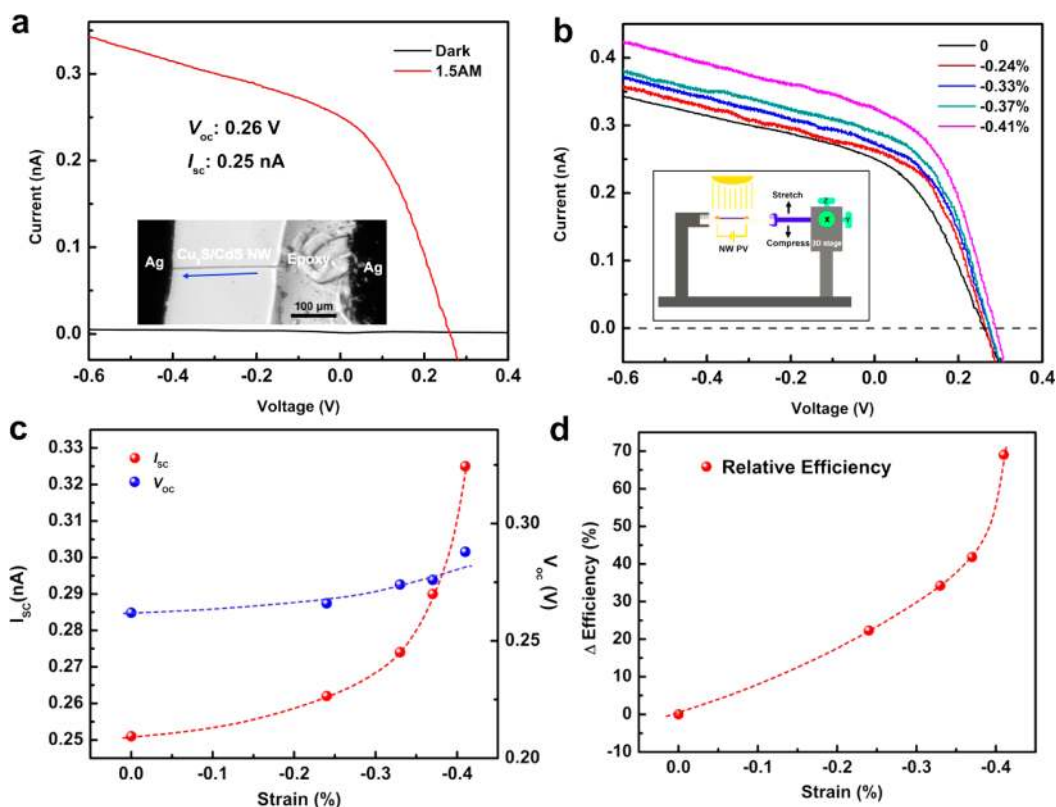 a
Dark
1.5AM
V_oc: 0.26 V
I_sc: 0.25 nA
Ag
Cu2S/CdS NW
Epoxy
Ag
100 μm
Current (nA)
0.3
0.2
0.1
0.0
-0.6 -0.4 -0.2 0.0 0.2 0.4
Voltage (V)
b
0
-0.24%
-0.33%
-0.37%
-0.41%
Stretch
Compress
NW PV
3D stage
Z
X
Y
Current (nA)
0.4
0.3
0.2
0.1
0.0
-0.6 -0.4 -0.2 0.0 0.2 0.4
Voltage (V)
c
I_SC
V_OC
I_SC(nA)
0.33
0.32
0.31
0.30
0.29
0.28
0.27
0.26
0.25
V_oc (V)
0.30
0.25
0.20
0.0 -0.1 -0.2 -0.3 -0.4
Strain (%)
d
Relative Efficiency
Δ Efficiency (%)
70
60
50
40
30
20
10
0
-10
0.0 -0.1 -0.2 -0.3 -0.4
Strain (%)